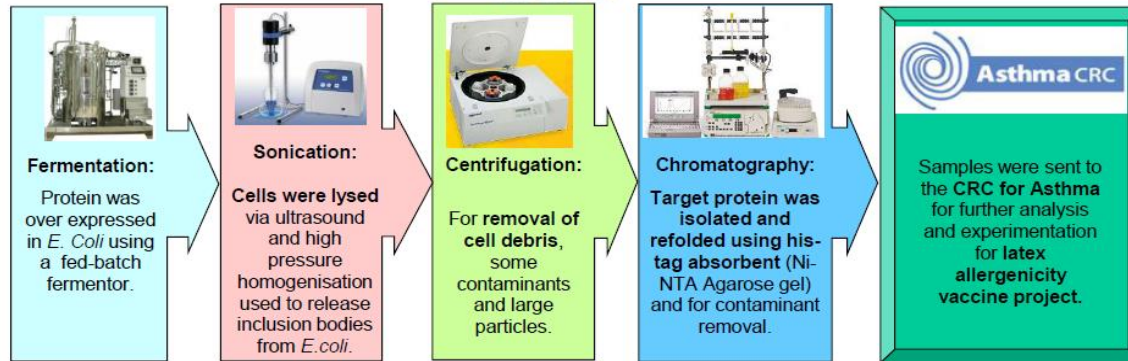 Fermentation:
Protein was
over expressed
in E. Coli using
a fed-batch
fermentor.
Sonication:
Cells were lysed
via ultrasound
and high
pressure
homogenisation
used to release
inclusion bodies
from E.coli.
Centrifugation:
For removal of
cell debris,
some
contaminants
and large
particles.
Chromatography:
Target protein was
isolated and
refolded using his-
tag absorbent (Ni-
NTA Agarose gel)
and for contaminant
removal.
Asthma CRC
Samples were sent to
the CRC for Asthma
for further analysis
and experimentation
for latex
allergenicity
vaccine project.